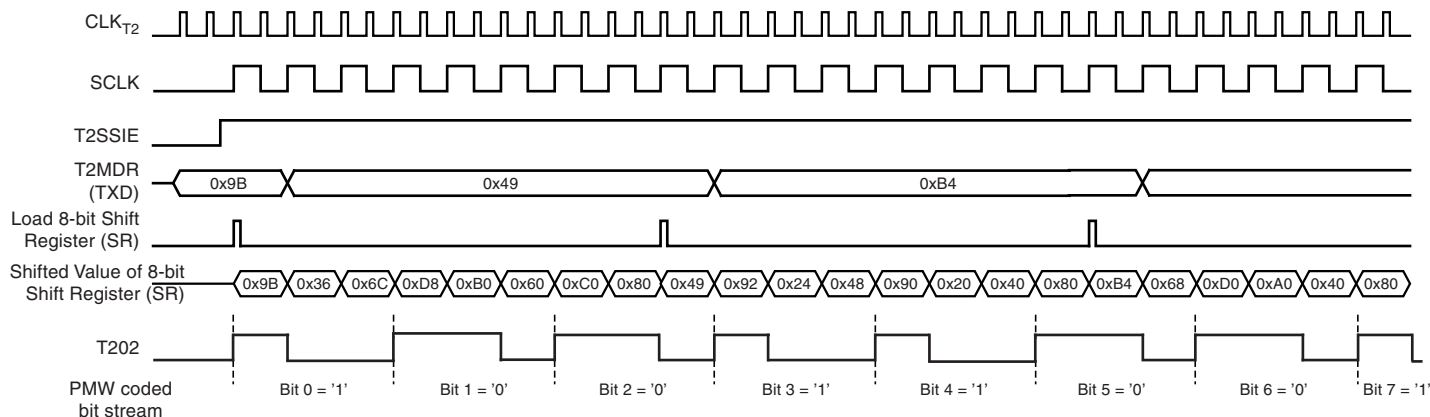 CLKT2
SCLK
T2SSIE
T2MDR
(TXD)
0x9B 0x49 0xB4
Load 8-bit Shift
Register (SR)
Shifted Value of 8-bit
Shift Register (SR)
0x9B 0x36 0x6C 0xD8 0xB0 0x60 0xC0 0x80 0x49 0x92 0x24 0x48 0x90 0x20 0x40 0x80 0xB4 0x68 0xD0 0xA0 0x40 0x80
T202
PMW coded
bit stream
Bit 0 = '1' Bit 1 = '0' Bit 2 = '0' Bit 3 = '1' Bit 4 = '1' Bit 5 = '0' Bit 6 = '0' Bit 7 = '1'